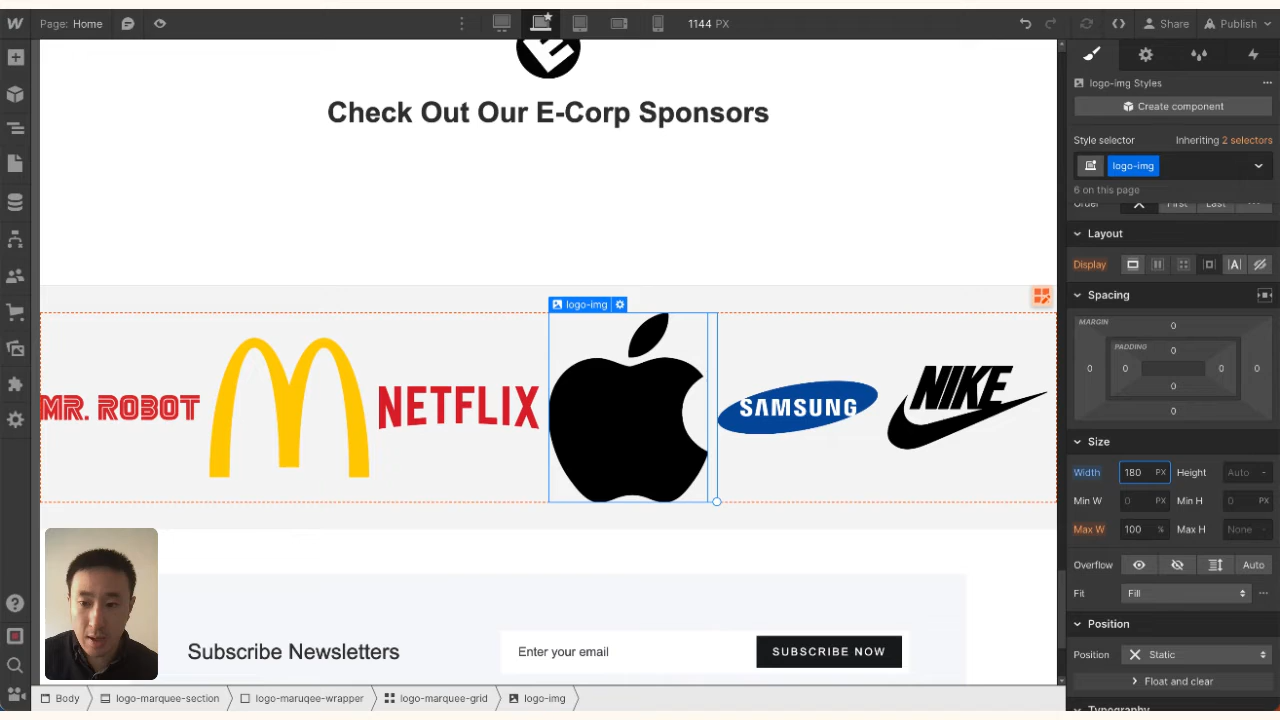 Page: Home
1144 PX
Share
Publish
Check Out Our E-Corp Sponsors
logo-img
MR. ROBOT
NETFLIX
SAMSUNG
NIKE
Subscribe Newsletters
Enter your email
SUBSCRIBE NOW
Body
logo-marquee-section
logo-maruqee-wrapper
logo-marquee-grid
logo-img
logo-img Styles
Create component
Style selector
Inheriting 2 selectors
logo-img
6 on this page
Order
First
Last
Layout
Display
Spacing
MARGIN
0
PADDING
0
0 0 0 0
0
0
Size
Width 180 PX Height Auto -
Min W 0 PX Min H 0 PX
Max W 100 % Max H None -
Overflow Auto
Fit Fill
Position
Position Static
Float and clear
Typography